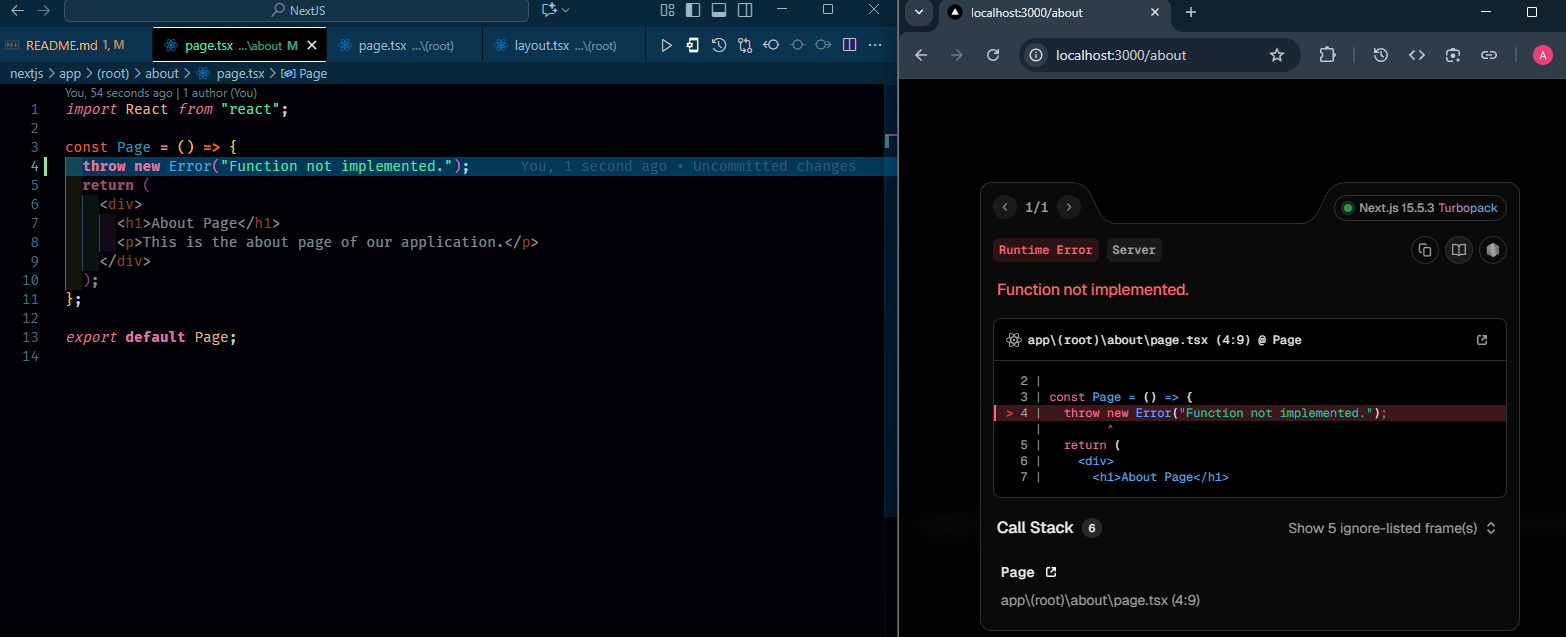 NextJS
README.md 1, M
page.tsx ...\about M
page.tsx ...\(root)
layout.tsx ...\(root)
nextjs > app > (root) > about > page.tsx > Page
You, 54 seconds ago | 1 author (You)
1 import React from "react";
2
3 const Page = () => {
4 throw new Error("Function not implemented."); You, 1 second ago • Uncommitted changes
5 return (
6 <div>
7 <h1>About Page</h1>
8 <p>This is the about page of our application.</p>
9 </div>
10 );
11 };
12
13 export default Page;
14
localhost:3000/about
localhost:3000/about
A
1/1
Next.js 15.5.3 Turbopack
Runtime Error
Server
Function not implemented.
app\(root)\about\page.tsx (4:9) @ Page
2 |
3 | const Page = () => {
> 4 | throw new Error("Function not implemented.");
| ^
5 | return (
6 | <div>
7 | <h1>About Page</h1>
Call Stack 6
Show 5 ignore-listed frame(s)
Page
app\(root)\about\page.tsx (4:9)